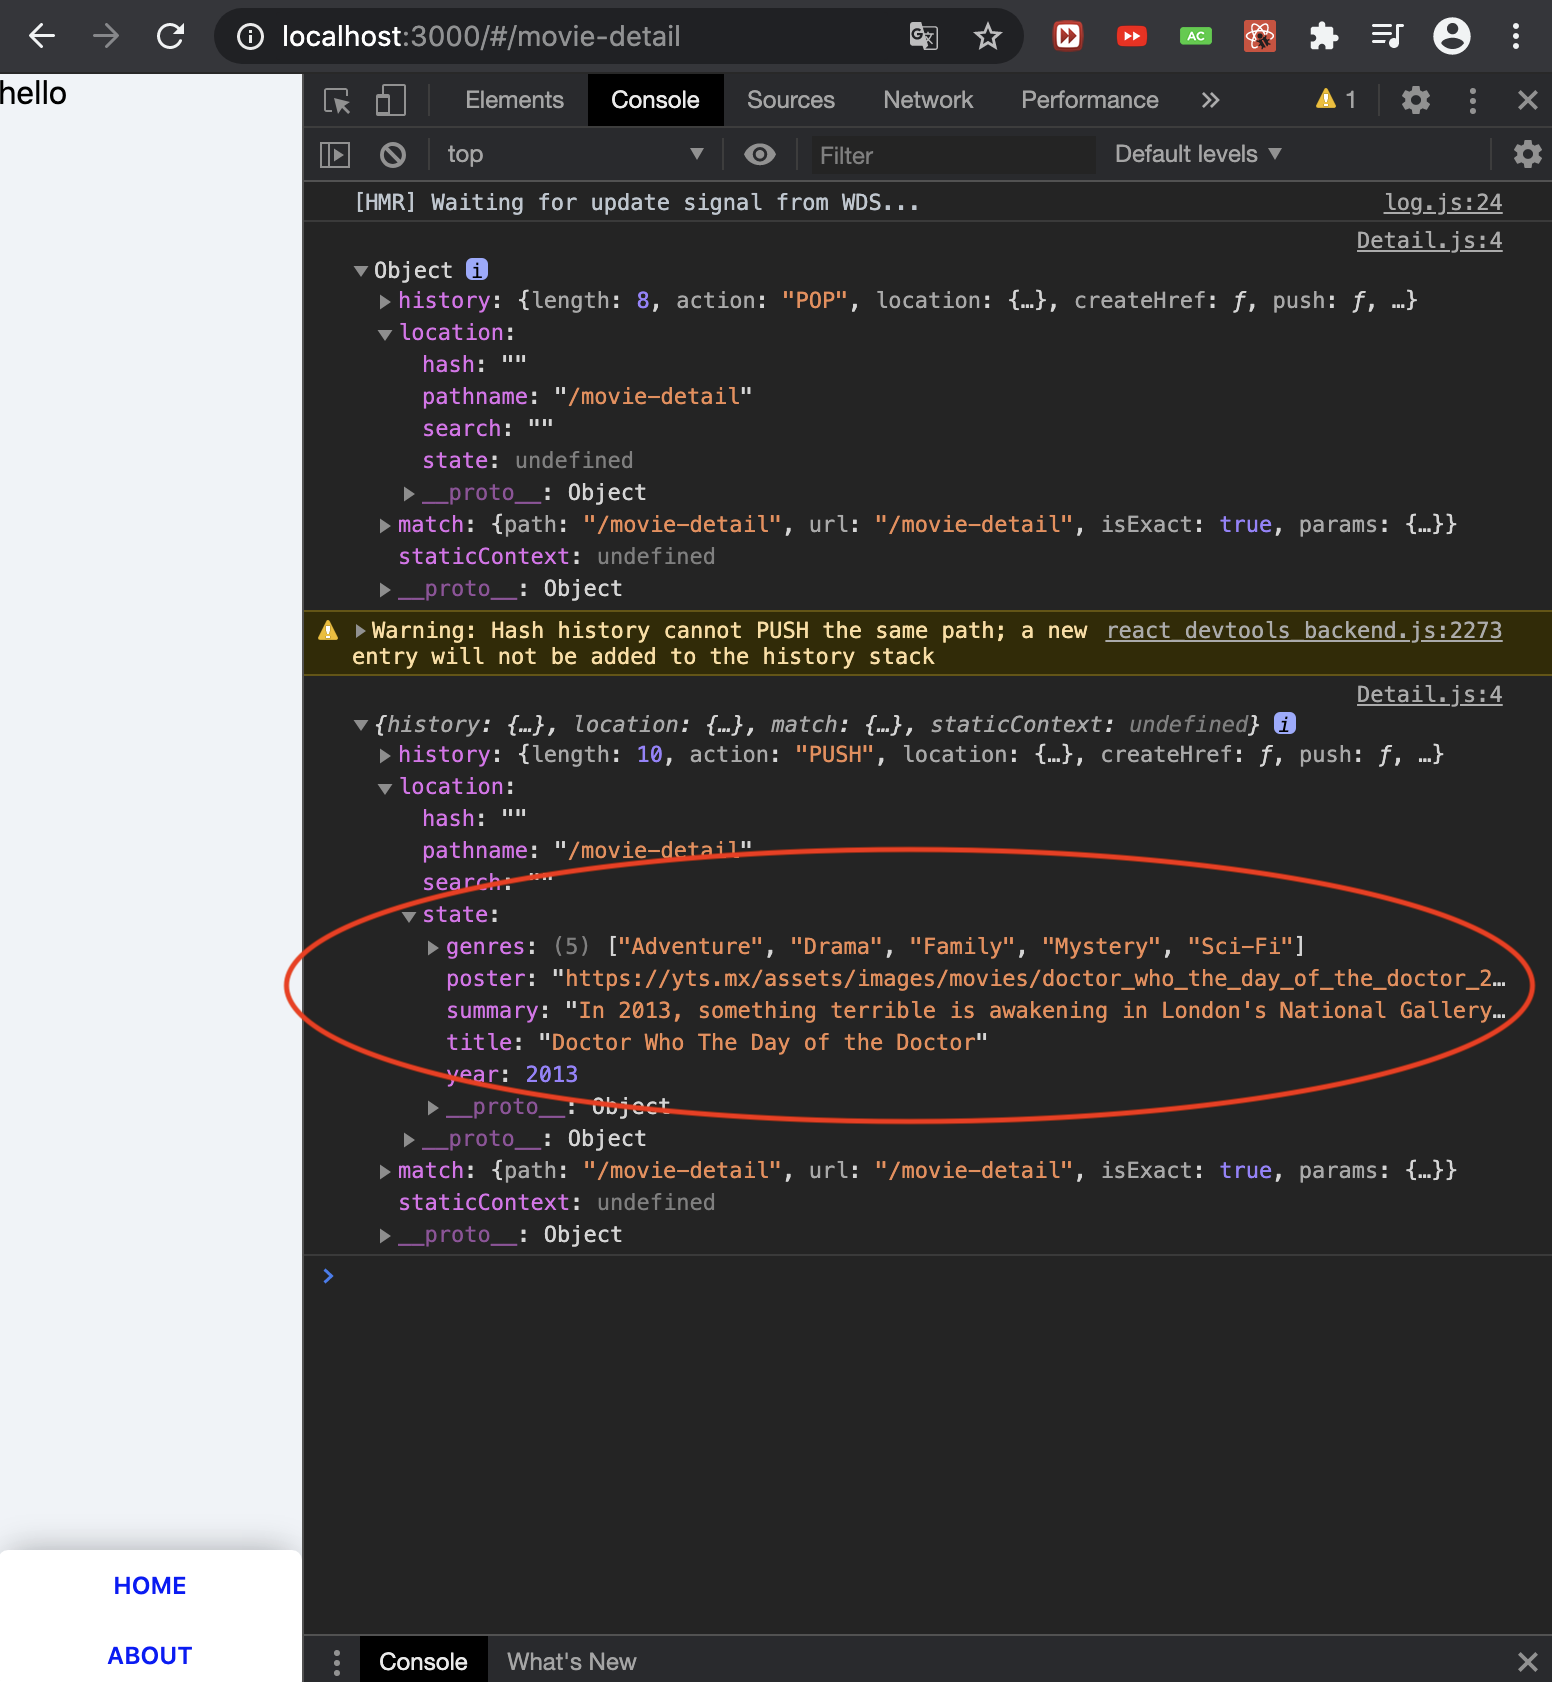 localhost:3000/#/movie-detail
AC
hello
Elements Console Sources Network Performance » 1
top Filter Default levels
[HMR] Waiting for update signal from WDS... log.js:24
Detail.js:4
Object i
history: {length: 8, action: "POP", location: {…}, createHref: ƒ, push: ƒ, …}
location:
hash: ""
pathname: "/movie-detail"
search: ""
state: undefined
__proto__: Object
match: {path: "/movie-detail", url: "/movie-detail", isExact: true, params: {…}}
staticContext: undefined
__proto__: Object
Warning: Hash history cannot PUSH the same path; a new react_devtools_backend.js:2273
entry will not be added to the history stack
Detail.js:4
{history: {…}, location: {…}, match: {…}, staticContext: undefined} i
history: {length: 10, action: "PUSH", location: {…}, createHref: ƒ, push: ƒ, …}
location:
hash: ""
pathname: "/movie-detail"
search: ""
state:
genres: (5) ["Adventure", "Drama", "Family", "Mystery", "Sci-Fi"]
poster: "https://yts.mx/assets/images/movies/doctor_who_the_day_of_the_doctor_2…
summary: "In 2013, something terrible is awakening in London's National Gallery…
title: "Doctor Who The Day of the Doctor"
year: 2013
__proto__: Object
__proto__: Object
match: {path: "/movie-detail", url: "/movie-detail", isExact: true, params: {…}}
staticContext: undefined
__proto__: Object
HOME
ABOUT
Console What's New